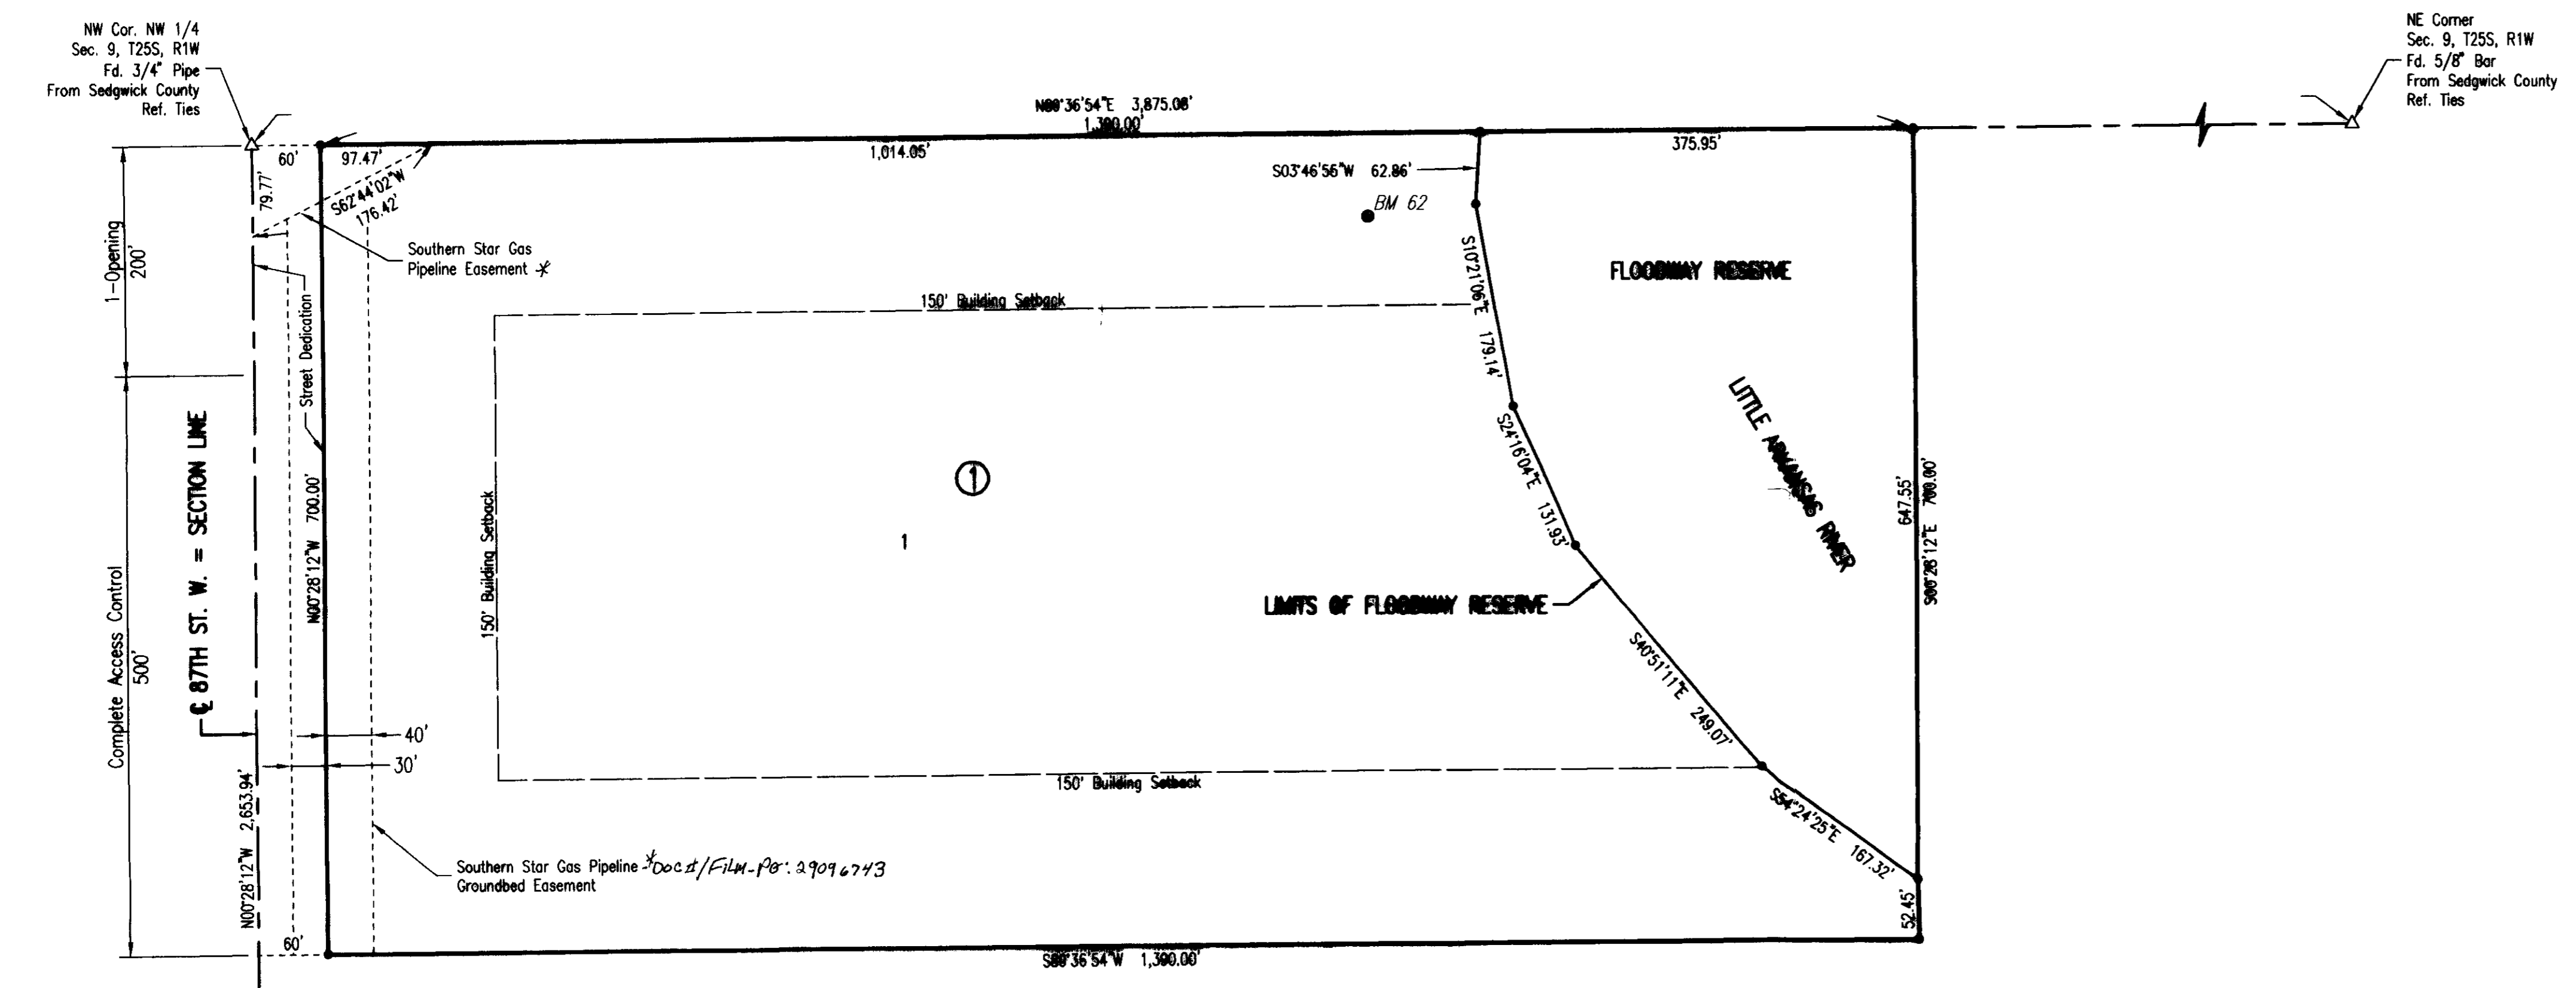 NW Cor. NW 1/4
Sec. 9, T25S, R1W
Fd. 3/4" Pipe
From Sedgwick County
Ref. Ties
NE Corner
Sec. 9, T25S, R1W
Fd. 5/8" Bar
From Sedgwick County
Ref. Ties
N89°36'54"E 3,875.08'
1,390.00'
60'
97.47'
1,014.05'
375.95'
79.77'
S62°44'02"W
176.42'
S03°46'55"W 62.86'
BM 62
1-Opening
200'
Southern Star Gas
Pipeline Easement *
Street Dedication
150' Building Setback
S10°21'06"E 179.14'
FLOODWAY RESERVE
LITTLE ARKANSAS RIVER
℄ 87TH ST. W. = SECTION LINE
N00°28'12"W 700.00'
150' Building Setback
1
1
S24°16'04"E 131.93'
647.55'
S00°28'12"E 700.00'
LIMITS OF FLOODWAY RESERVE
Complete Access Control
500'
S40°51'11"E 249.07'
40'
30'
150' Building Setback
N00°28'12"W 2,653.94'
S54°24'25"E 167.32'
Southern Star Gas Pipeline *DOC#/FILM-PG: 29096743
Groundbed Easement
52.45'
60'
S89°36'54"W 1,390.00'